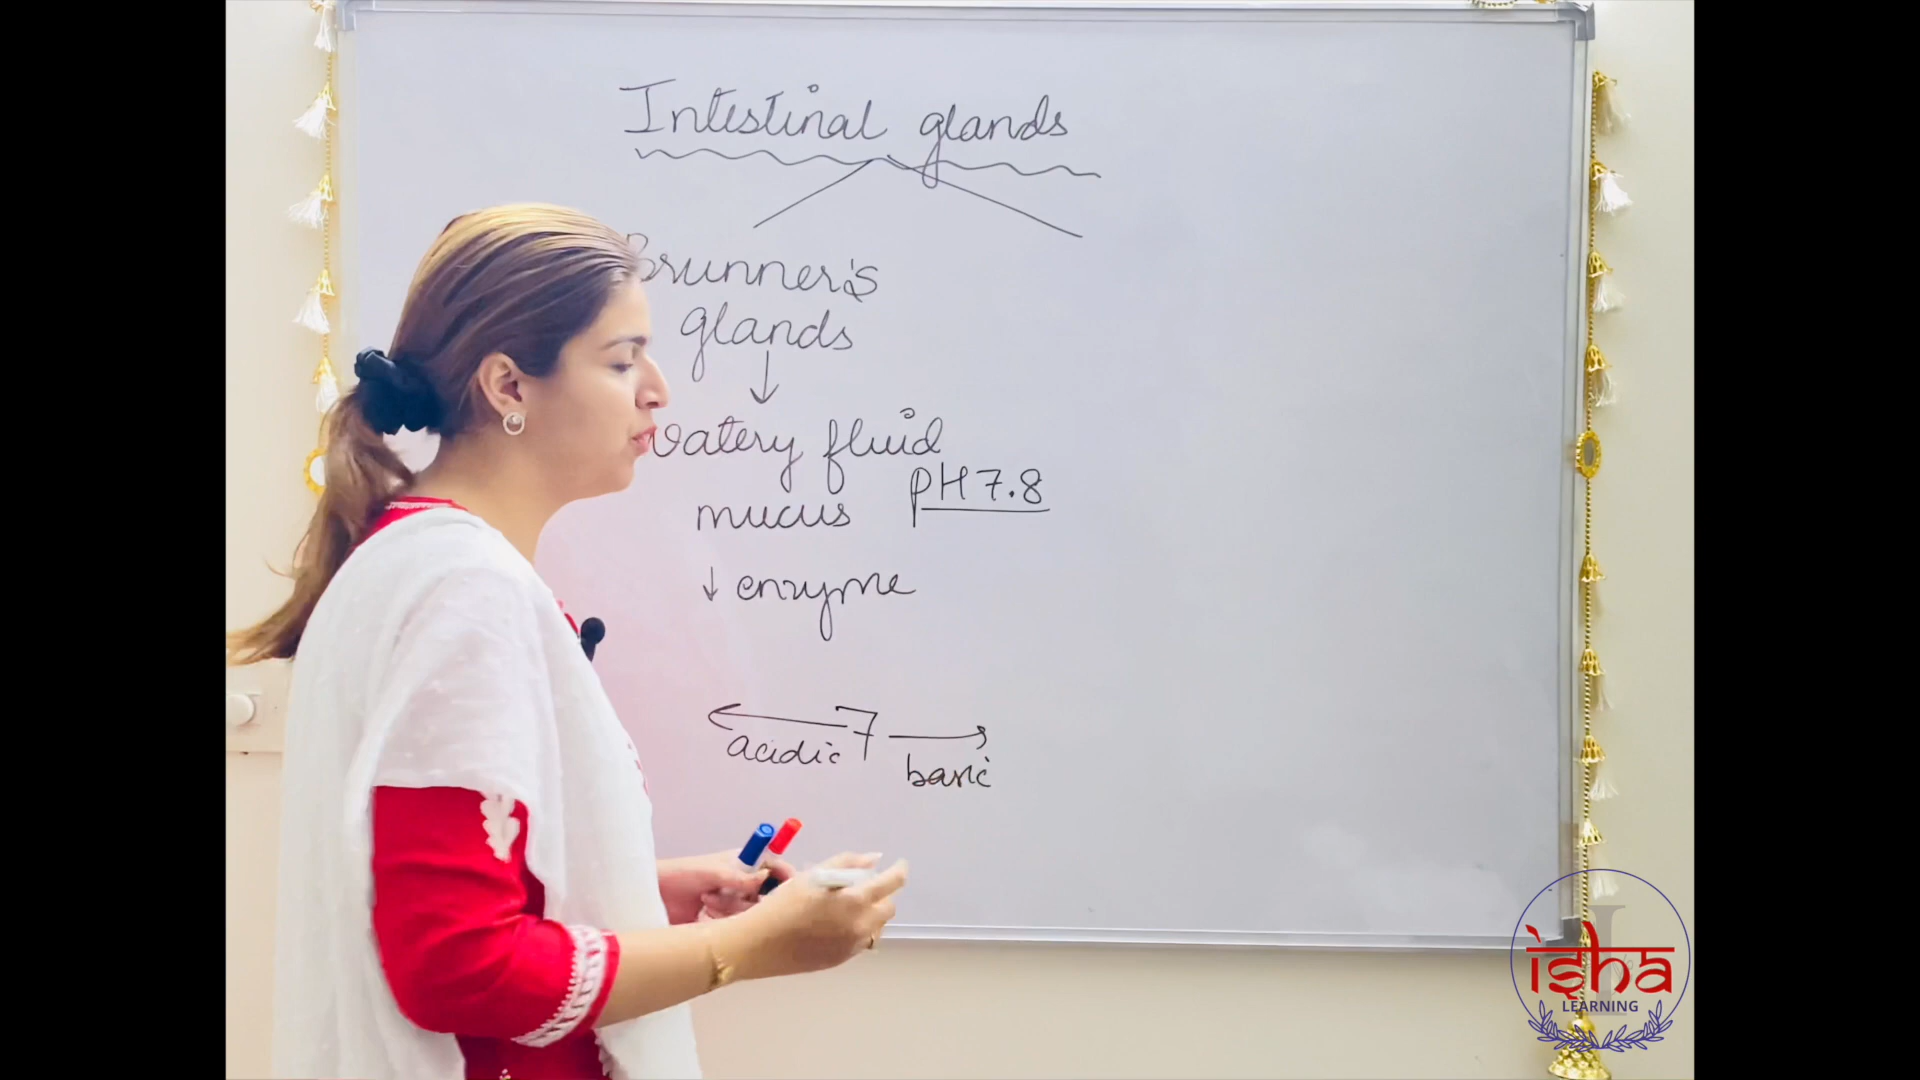 Intestinal glands
Brunner's
glands
watery fluid
mucus pH 7.8
↓ enzyme
7
acidic
basic
isha
LEARNING